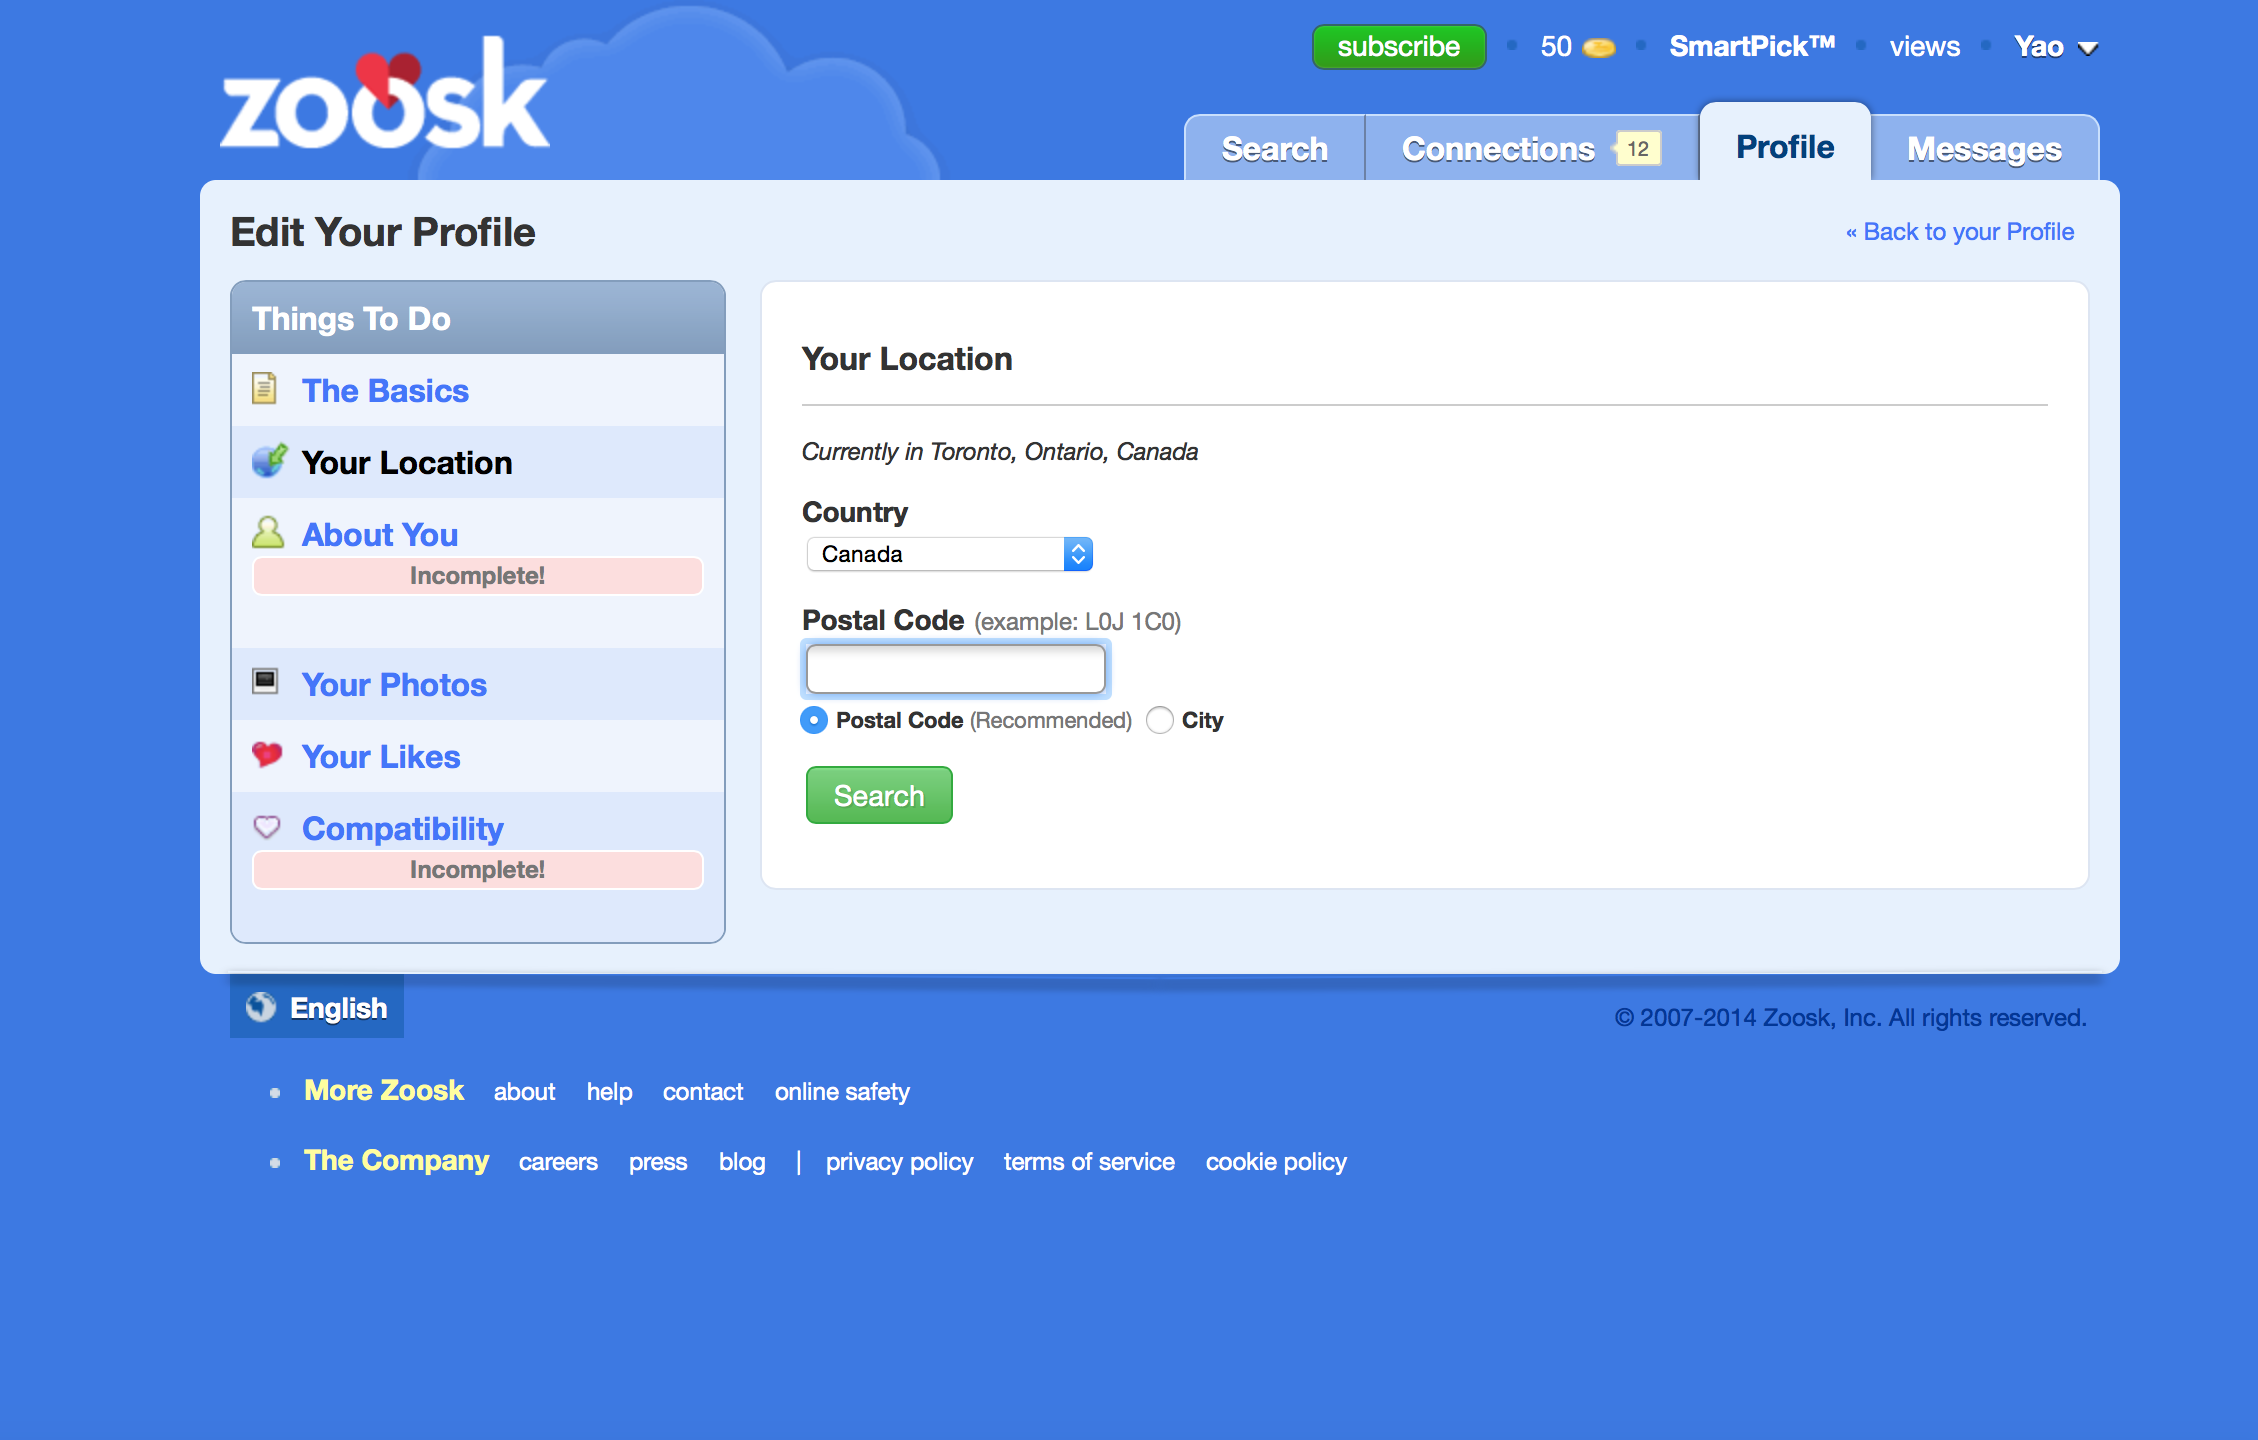 zoosk
subscribe 50 SmartPick™ views Yao
Search Connections 12 Profile Messages
Edit Your Profile
« Back to your Profile
Things To Do
The Basics
Your Location
About You
Incomplete!
Your Photos
Your Likes
Compatibility
Incomplete!
Your Location
Currently in Toronto, Ontario, Canada
Country
Canada
Postal Code (example: L0J 1C0)
Postal Code (Recommended) City
Search
English
© 2007-2014 Zoosk, Inc. All rights reserved.
More Zoosk about help contact online safety
The Company careers press blog | privacy policy terms of service cookie policy